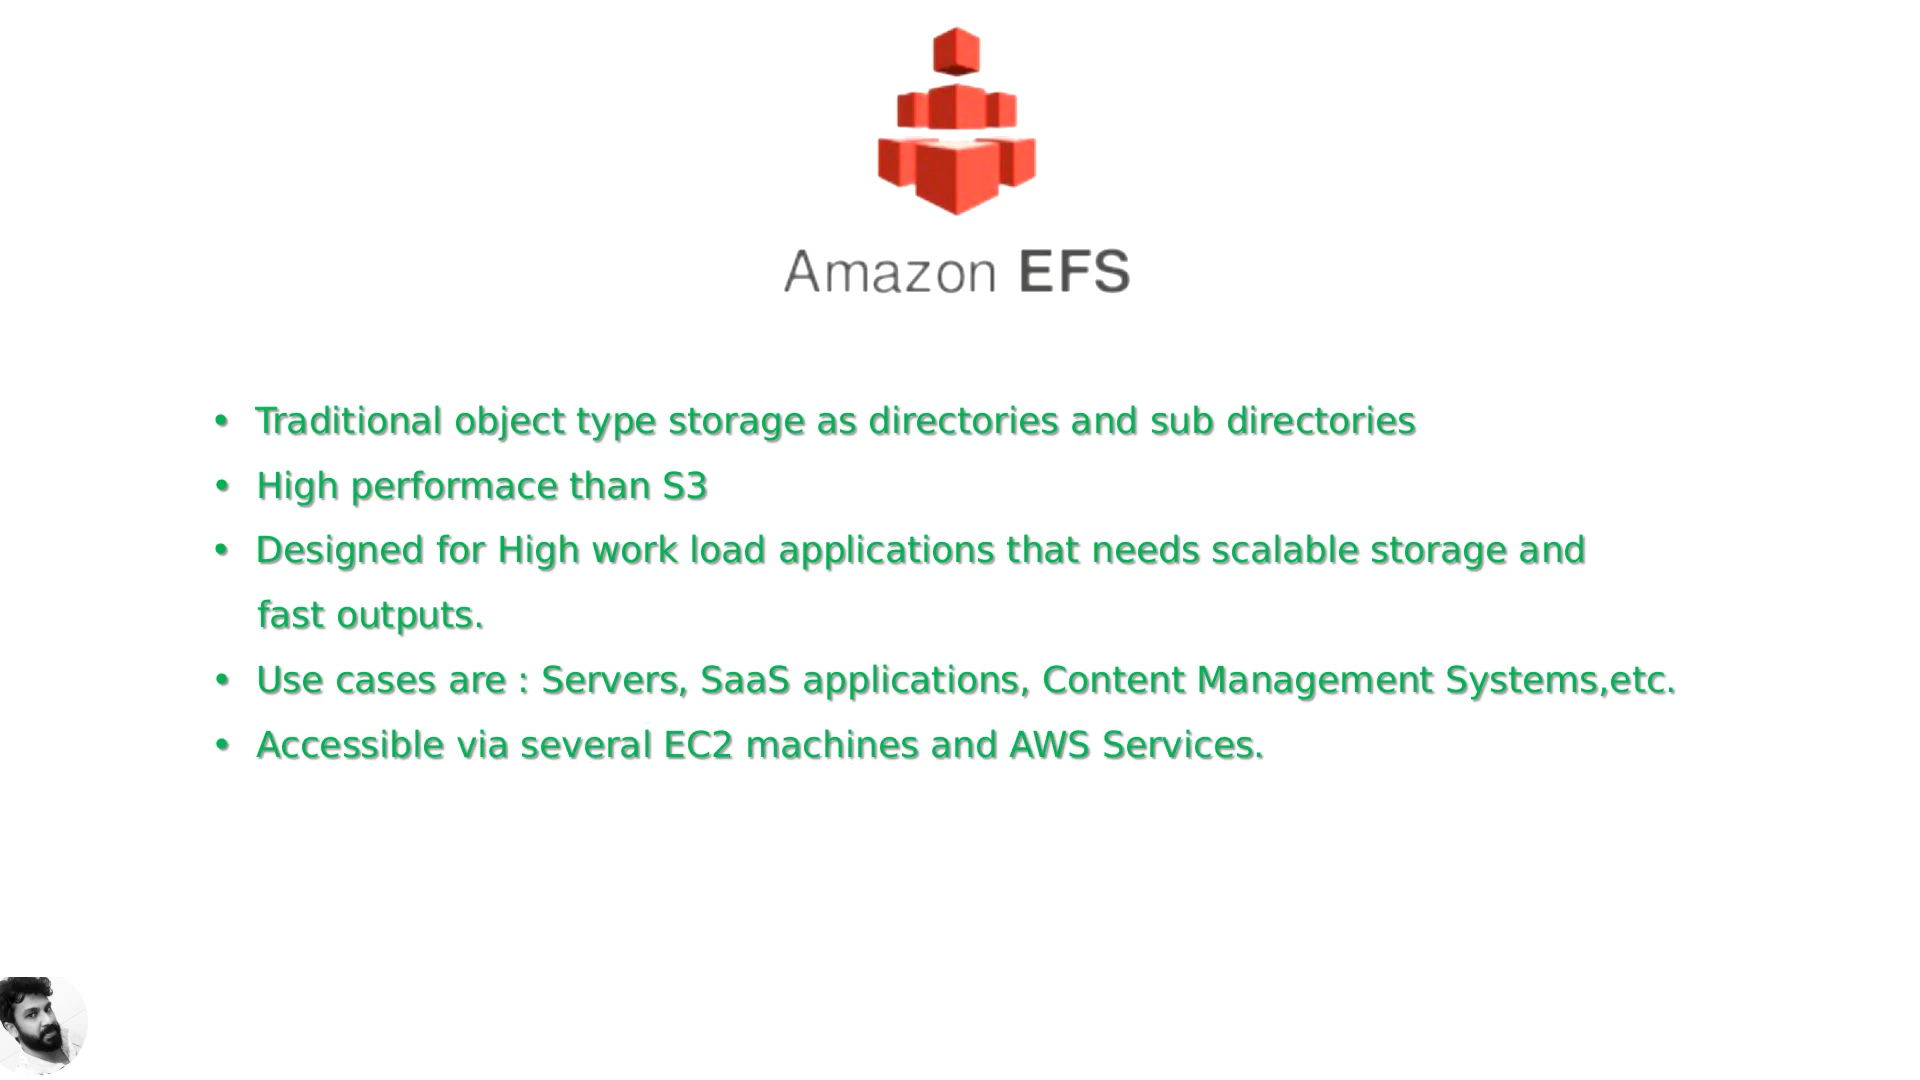 Amazon EFS
• Traditional object type storage as directories and sub directories
• High performace than S3
• Designed for High work load applications that needs scalable storage and
fast outputs.
• Use cases are : Servers, SaaS applications, Content Management Systems,etc.
• Accessible via several EC2 machines and AWS Services.